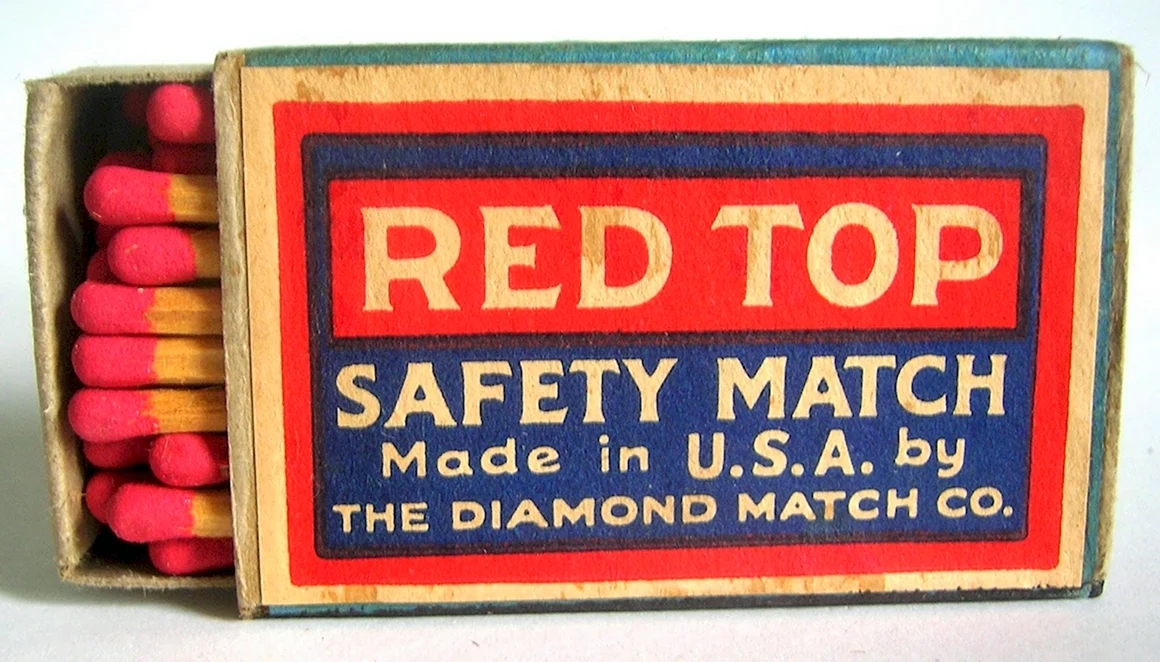 RED TOP
SAFETY MATCH
Made in U.S.A. by
THE DIAMOND MATCH CO.